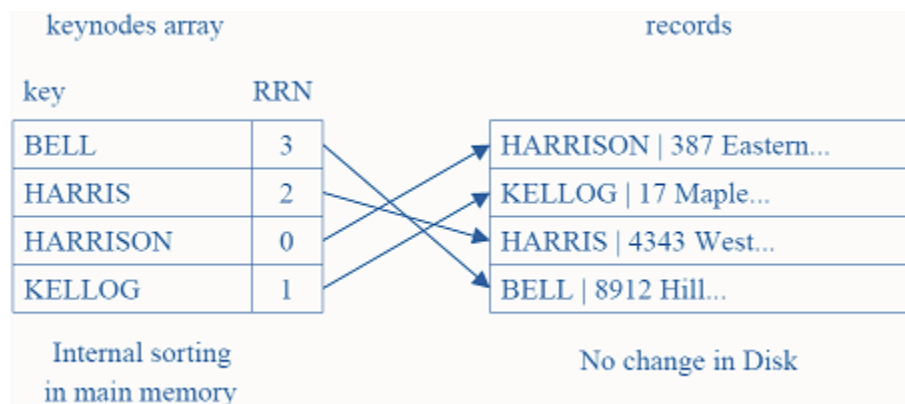 keynodes array
records
key RRN
BELL 3
HARRISON | 387 Eastern...
HARRIS 2
KELLOG | 17 Maple...
HARRISON 0
HARRIS | 4343 West...
KELLOG 1
BELL | 8912 Hill...
Internal sorting
in main memory
No change in Disk